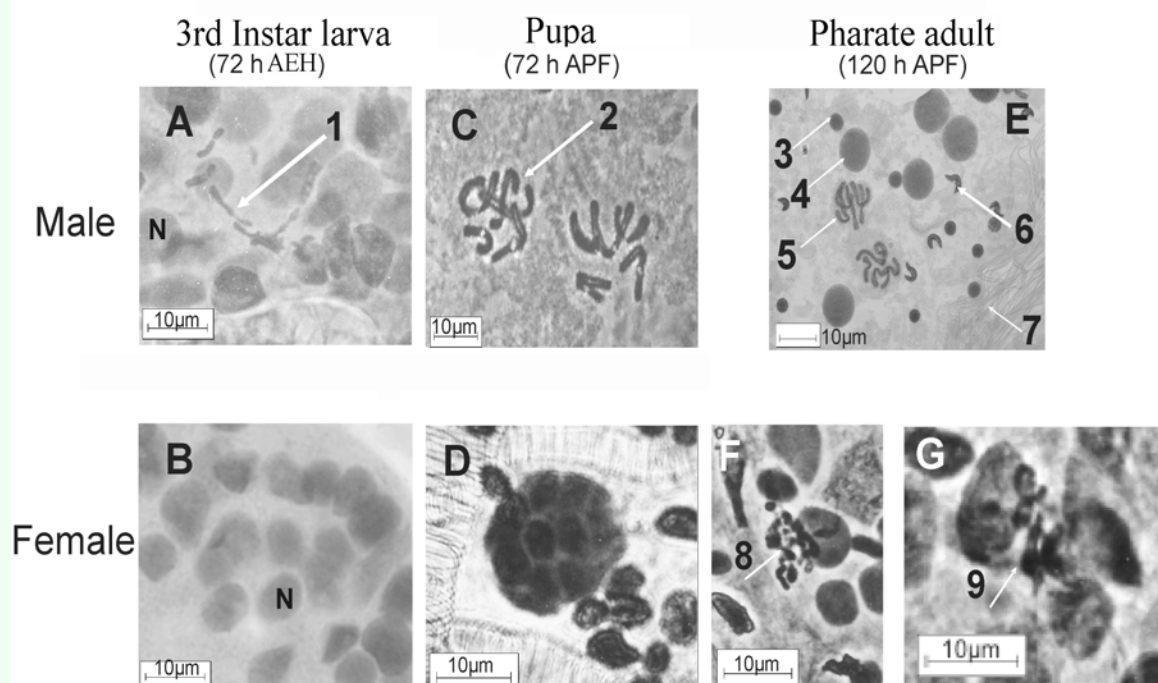 3rd Instar larva
(72 h AEH)
Pupa
(72 h APF)
Pharate adult
(120 h APF)
Male
A
1
N
10µm
C
2
10µm
E
3
4
5
6
7
10µm
Female
B
N
10µm
D
10µm
F
8
10µm
G
9
10µm